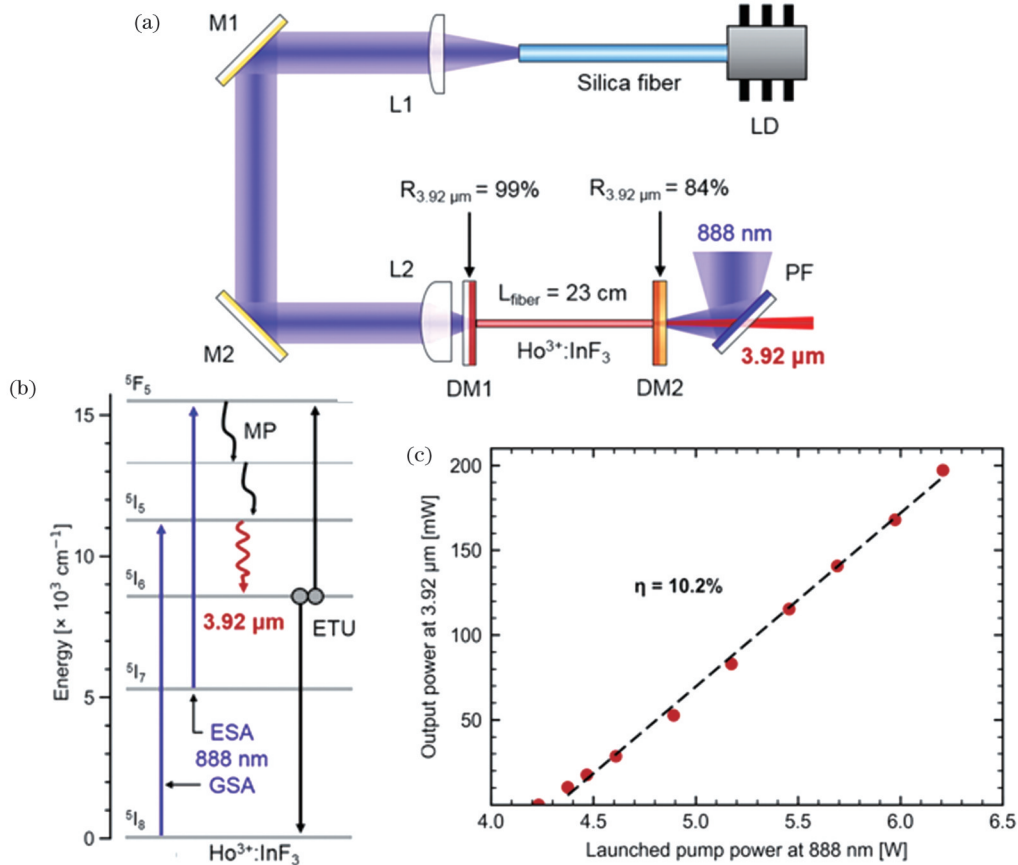 (a)
M1
L1
Silica fiber
LD
R3.92 μm = 99%
R3.92 μm = 84%
888 nm
PF
L2
Lfiber = 23 cm
M2
Ho3+:InF3
3.92 μm
DM1
DM2
(b)
5F5
15
MP
5I5
10
5I6
3.92 μm
ETU
Energy [× 10³ cm⁻¹]
5I7
5
ESA
888 nm
GSA
5I8
0
Ho3+:InF3
(c)
200
150
η = 10.2%
100
50
Output power at 3.92 μm [mW]
4.0 4.5 5.0 5.5 6.0 6.5
Launched pump power at 888 nm [W]